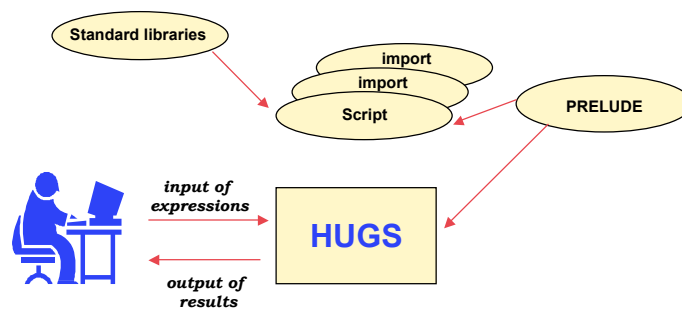 Standard libraries
import
import
Script
PRELUDE
input of
expressions
HUGS
output of
results